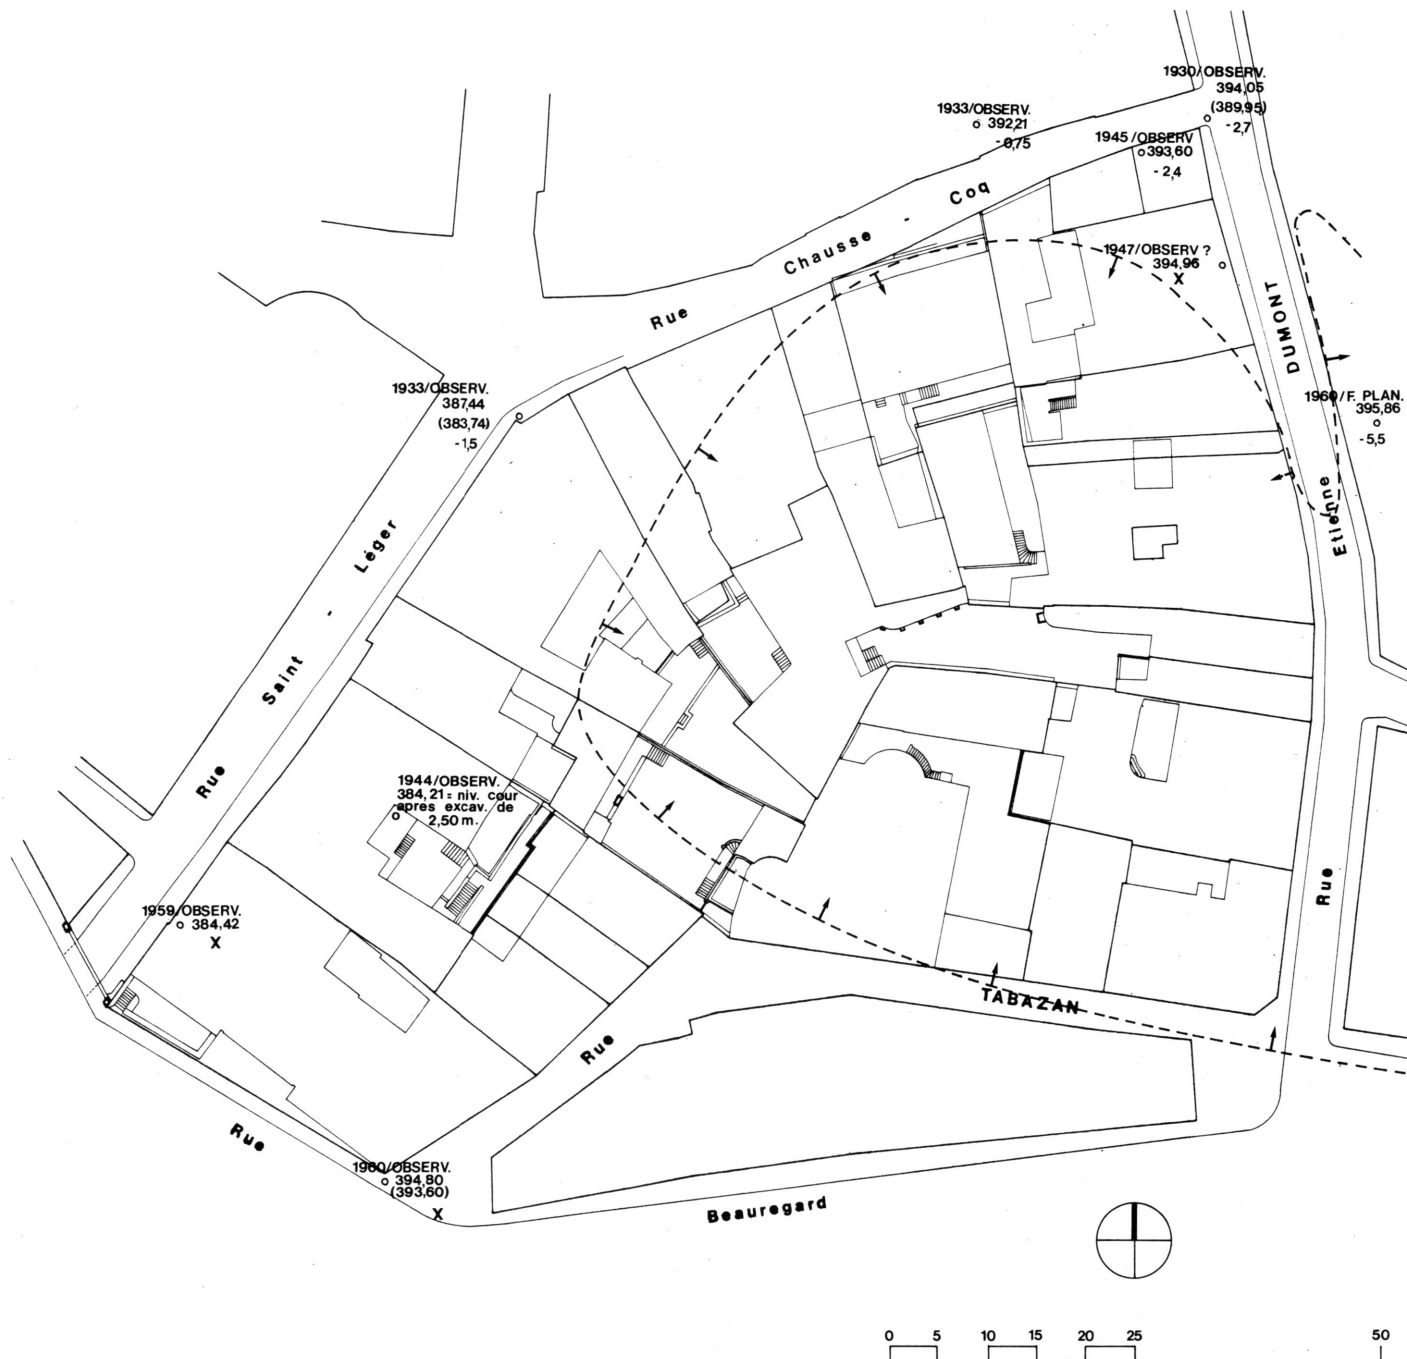 1930/OBSERV.
394,05
(389,95)
-2,7
1933/OBSERV.
392,21
-0,75
1945/OBSERV
393,60
-2,4
Rue Chausse - Coq
1947/OBSERV ?
394,96
X
Rue Etienne DUMONT
1933/OBSERV.
387,44
(383,74)
-1,5
1960/F. PLAN.
395,86
-5,5
Rue Saint - Léger
1944/OBSERV.
384,21= niv. cour
apres excav. de
2,50 m.
1959/OBSERV.
384,42
X
Rue TABAZAN
Rue Beauregard
1960/OBSERV.
394,80
(393,60)
X
0 5 10 15 20 25 50